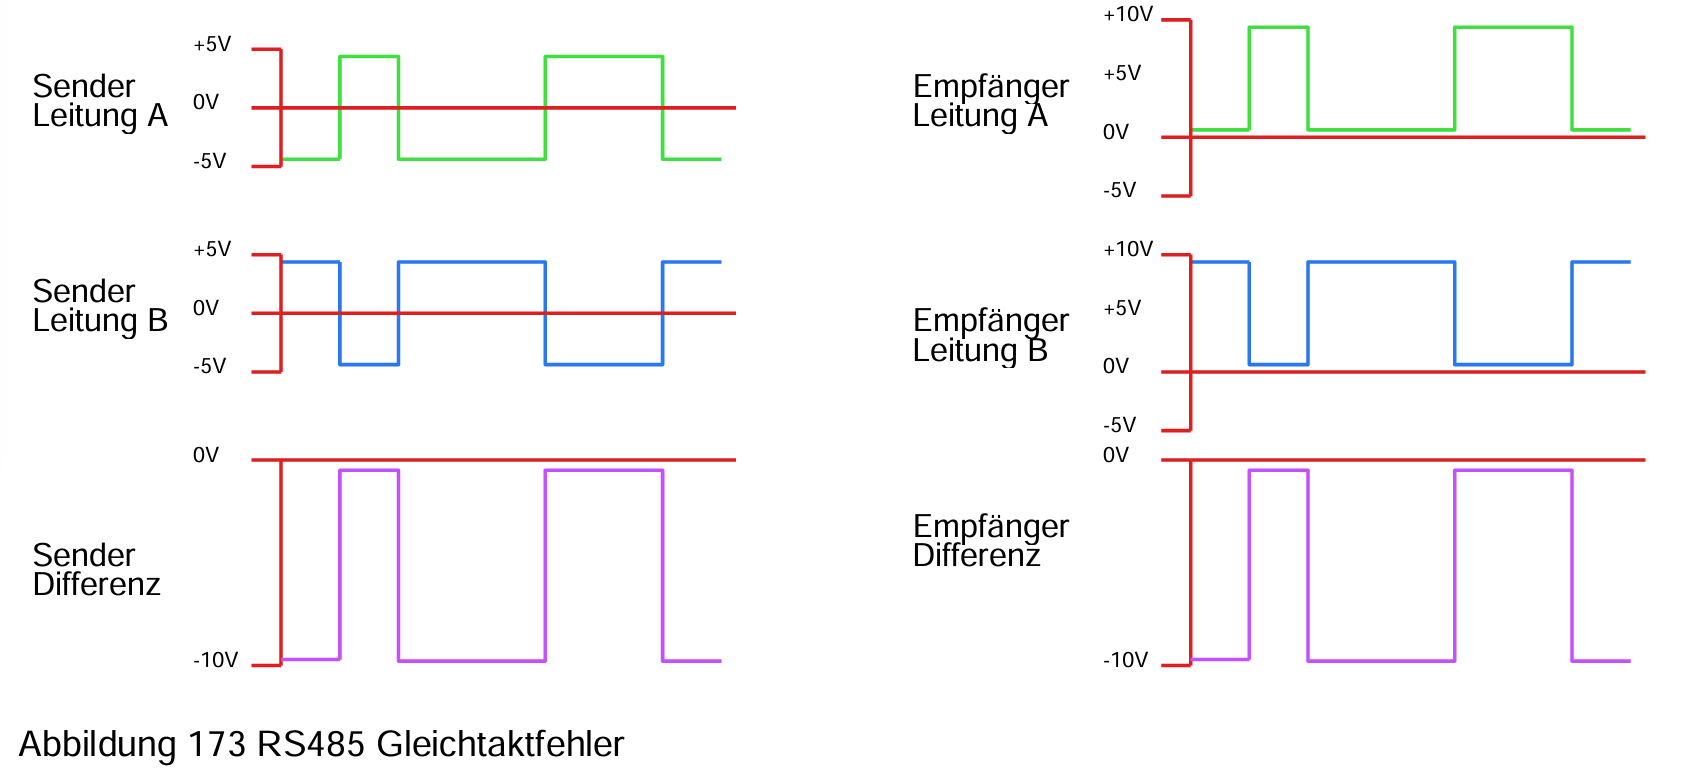 +5V
Sender
Leitung A
0V
-5V
+5V
Sender
Leitung B
0V
-5V
0V
Sender
Differenz
-10V
+10V
Empfänger
Leitung A
+5V
0V
-5V
+10V
Empfänger
Leitung B
+5V
0V
-5V
0V
Empfänger
Differenz
-10V
Abbildung 173 RS485 Gleichtaktfehler